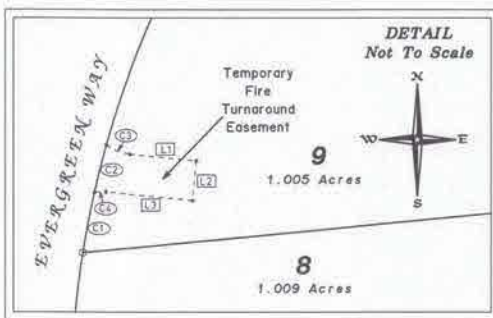 DETAIL
Not To Scale
N
W
E
S
Temporary
Fire
Turnaround
Easement
EVERGREEN WAY
C3
L1
C2
L2
C4
L3
C1
9
1.005 Acres
8
1.009 Acres